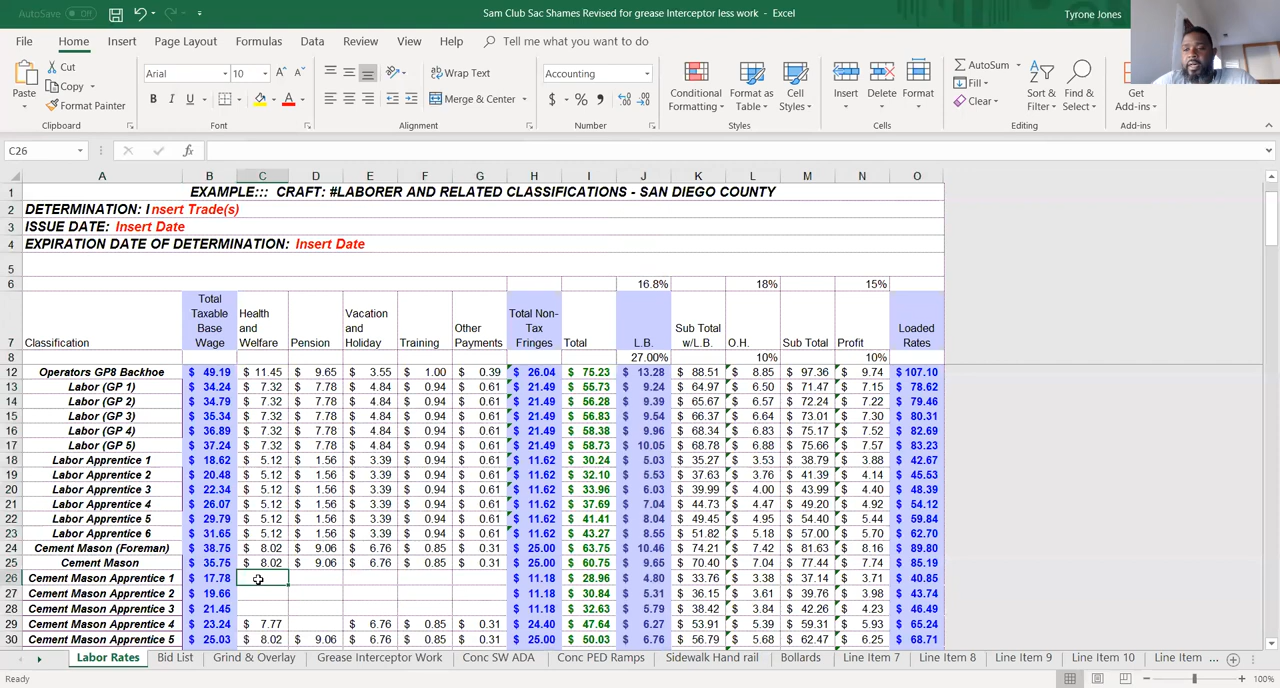 AutoSave Off
Sam Club Sac Shames Revised for grease Interceptor less work - Excel
Tyrone Jones
File Home Insert Page Layout Formulas Data Review View Help Tell me what you want to do
Paste
Cut
Copy
Format Painter
Clipboard
Arial 10
B I U
Font
Wrap Text
Merge & Center
Alignment
Accounting
$ % ,
Number
Conditional Formatting
Format as Table
Cell Styles
Styles
Insert Delete Format
Cells
AutoSum
Fill
Clear
Sort & Filter
Find & Select
Editing
Get Add-ins
Add-ins
C26 fx
A B C D E F G H I J K L M N O
1 EXAMPLE::: CRAFT: #LABORER AND RELATED CLASSIFICATIONS - SAN DIEGO COUNTY
2 DETERMINATION: Insert Trade(s)
3 ISSUE DATE: Insert Date
4 EXPIRATION DATE OF DETERMINATION: Insert Date
5
6 16.8% 18% 15%
7 Classification Total Taxable Base Wage Health and Welfare Pension Vacation and Holiday Training Other Payments Total Non-Tax Fringes Total L.B. Sub Total w/L.B. O.H. Sub Total Profit Loaded Rates
8 27.00% 10% 10%
12 Operators GP8 Backhoe $ 49.19 $ 11.45 $ 9.65 $ 3.55 $ 1.00 $ 0.39 $ 26.04 $ 75.23 $ 13.28 $ 88.51 $ 8.85 $ 97.36 $ 9.74 $ 107.10
13 Labor (GP 1) $ 34.24 $ 7.32 $ 7.78 $ 4.84 $ 0.94 $ 0.61 $ 21.49 $ 55.73 $ 9.24 $ 64.97 $ 6.50 $ 71.47 $ 7.15 $ 78.62
14 Labor (GP 2) $ 34.79 $ 7.32 $ 7.78 $ 4.84 $ 0.94 $ 0.61 $ 21.49 $ 56.28 $ 9.39 $ 65.67 $ 6.57 $ 72.24 $ 7.22 $ 79.46
15 Labor (GP 3) $ 35.34 $ 7.32 $ 7.78 $ 4.84 $ 0.94 $ 0.61 $ 21.49 $ 56.83 $ 9.54 $ 66.37 $ 6.64 $ 73.01 $ 7.30 $ 80.31
16 Labor (GP 4) $ 36.89 $ 7.32 $ 7.78 $ 4.84 $ 0.94 $ 0.61 $ 21.49 $ 58.38 $ 9.96 $ 68.34 $ 6.83 $ 75.17 $ 7.52 $ 82.69
17 Labor (GP 5) $ 37.24 $ 7.32 $ 7.78 $ 4.84 $ 0.94 $ 0.61 $ 21.49 $ 58.73 $ 10.05 $ 68.78 $ 6.88 $ 75.66 $ 7.57 $ 83.23
18 Labor Apprentice 1 $ 18.62 $ 5.12 $ 1.56 $ 3.39 $ 0.94 $ 0.61 $ 11.62 $ 30.24 $ 5.03 $ 35.27 $ 3.53 $ 38.79 $ 3.88 $ 42.67
19 Labor Apprentice 2 $ 20.48 $ 5.12 $ 1.56 $ 3.39 $ 0.94 $ 0.61 $ 11.62 $ 32.10 $ 5.53 $ 37.63 $ 3.76 $ 41.39 $ 4.14 $ 45.53
20 Labor Apprentice 3 $ 22.34 $ 5.12 $ 1.56 $ 3.39 $ 0.94 $ 0.61 $ 11.62 $ 33.96 $ 6.03 $ 39.99 $ 4.00 $ 43.99 $ 4.40 $ 48.39
21 Labor Apprentice 4 $ 26.07 $ 5.12 $ 1.56 $ 3.39 $ 0.94 $ 0.61 $ 11.62 $ 37.69 $ 7.04 $ 44.73 $ 4.47 $ 49.20 $ 4.92 $ 54.12
22 Labor Apprentice 5 $ 29.79 $ 5.12 $ 1.56 $ 3.39 $ 0.94 $ 0.61 $ 11.62 $ 41.41 $ 8.04 $ 49.45 $ 4.95 $ 54.40 $ 5.44 $ 59.84
23 Labor Apprentice 6 $ 31.65 $ 5.12 $ 1.56 $ 3.39 $ 0.94 $ 0.61 $ 11.62 $ 43.27 $ 8.55 $ 51.82 $ 5.18 $ 57.00 $ 5.70 $ 62.70
24 Cement Mason (Foreman) $ 38.75 $ 8.02 $ 9.06 $ 6.76 $ 0.85 $ 0.31 $ 25.00 $ 63.75 $ 10.46 $ 74.21 $ 7.42 $ 81.63 $ 8.16 $ 89.80
25 Cement Mason $ 35.75 $ 8.02 $ 9.06 $ 6.76 $ 0.85 $ 0.31 $ 25.00 $ 60.75 $ 9.65 $ 70.40 $ 7.04 $ 77.44 $ 7.74 $ 85.19
26 Cement Mason Apprentice 1 $ 17.78 $ 11.18 $ 28.96 $ 4.80 $ 33.76 $ 3.38 $ 37.14 $ 3.71 $ 40.85
27 Cement Mason Apprentice 2 $ 19.66 $ 11.18 $ 30.84 $ 5.31 $ 36.15 $ 3.61 $ 39.76 $ 3.98 $ 43.74
28 Cement Mason Apprentice 3 $ 21.45 $ 11.18 $ 32.63 $ 5.79 $ 38.42 $ 3.84 $ 42.26 $ 4.23 $ 46.49
29 Cement Mason Apprentice 4 $ 23.24 $ 7.77 $ 6.76 $ 0.85 $ 0.31 $ 24.40 $ 47.64 $ 6.27 $ 53.91 $ 5.39 $ 59.31 $ 5.93 $ 65.24
30 Cement Mason Apprentice 5 $ 25.03 $ 8.02 $ 9.06 $ 6.76 $ 0.85 $ 0.31 $ 25.00 $ 50.03 $ 6.76 $ 56.79 $ 5.68 $ 62.47 $ 6.25 $ 68.71
Labor Rates Bid List Grind & Overlay Grease Interceptor Work Conc SW ADA Conc PED Ramps Sidewalk Hand rail Bollards Line Item 7 Line Item 8 Line Item 9 Line Item 10 Line Item ...
Ready 100%